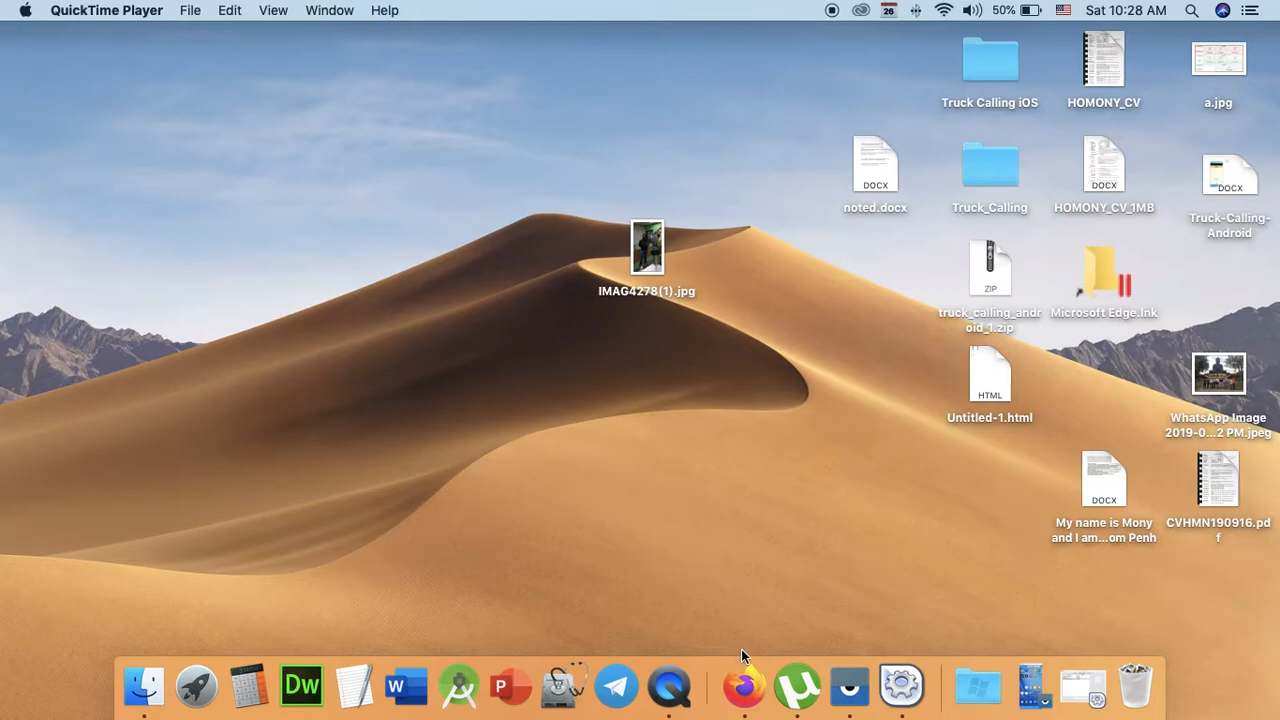 QuickTime Player File Edit View Window Help
26 50% Sat 10:28 AM
Truck Calling iOS
HOMONY_CV
a.jpg
DOCX
noted.docx
Truck_Calling
DOCX
HOMONY_CV_1MB
DOCX
Truck-Calling-
Android
IMAG4278(1).jpg
ZIP
truck_calling_andr
oid_1.zip
Microsoft Edge.lnk
HTML
Untitled-1.html
WhatsApp Image
2019-0...2 PM.jpeg
DOCX
My name is Mony
and I am...om Penh
CVHMN190916.pd
f
Dw
W
P